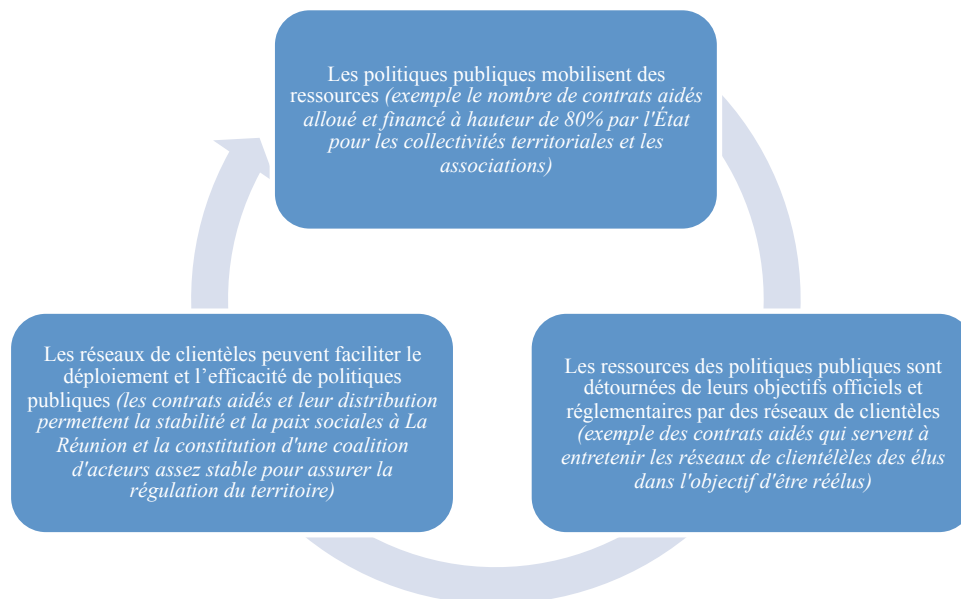 Les politiques publiques mobilisent des
ressources (exemple le nombre de contrats aidés
alloué et financé à hauteur de 80% par l'État
pour les collectivités territoriales et les
associations)
Les réseaux de clientèles peuvent faciliter le
déploiement et l’efficacité de politiques
publiques (les contrats aidés et leur distribution
permettent la stabilité et la paix sociales à La
Réunion et la constitution d'une coalition
d'acteurs assez stable pour assurer la
régulation du territoire)
Les ressources des politiques publiques sont
détournées de leurs objectifs officiels et
réglementaires par des réseaux de clientèles
(exemple des contrats aidés qui servent à
entretenir les réseaux de clientélèles des élus
dans l'objectif d'être réélus)